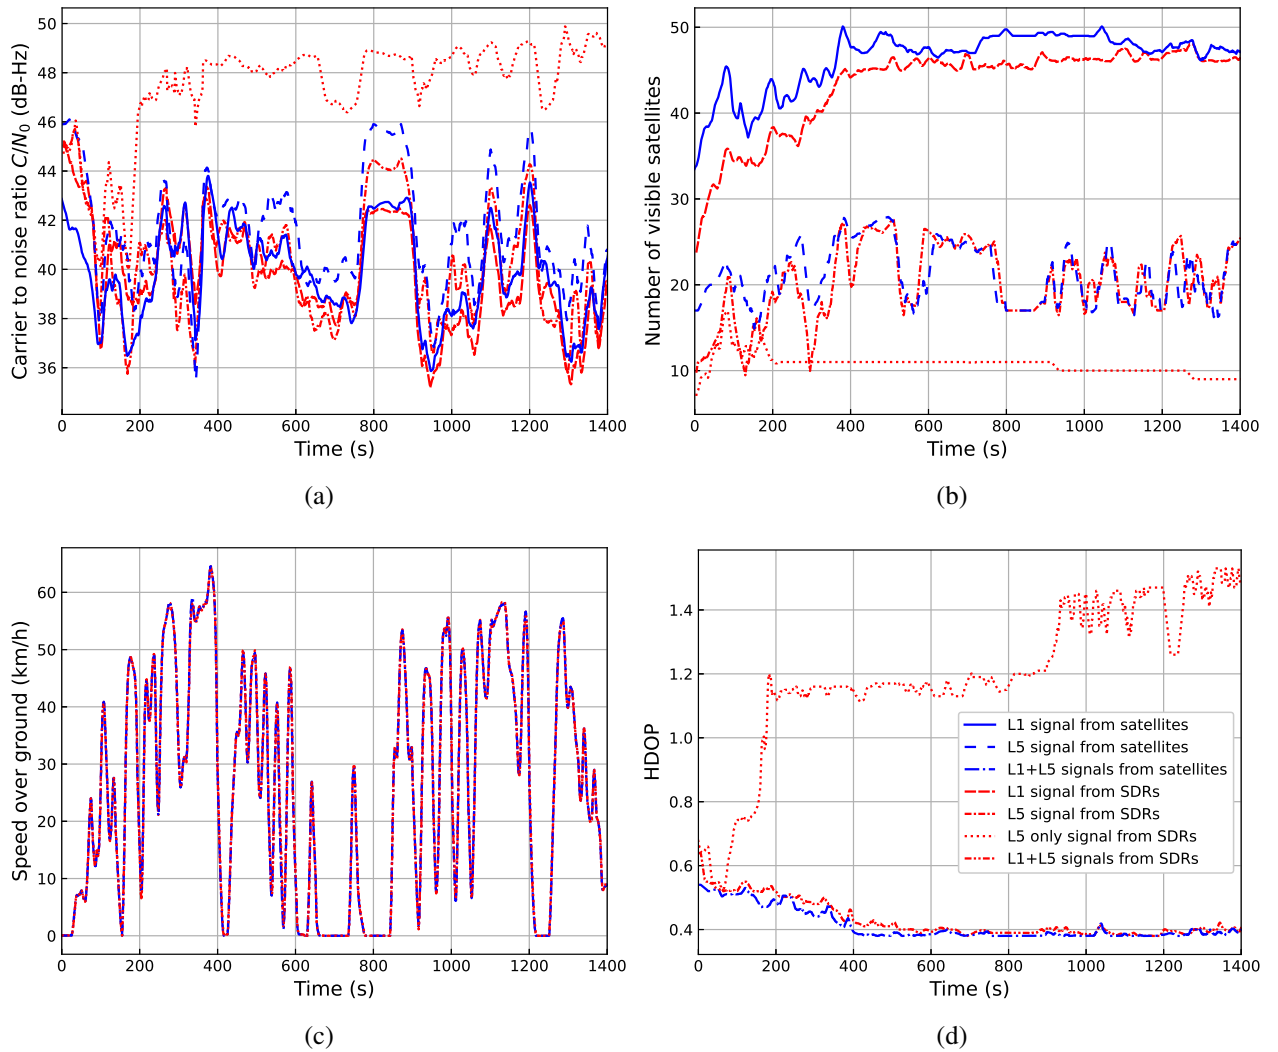 50
48
46
44
42
40
38
36
0 200 400 600 800 1000 1200 1400
Carrier to noise ratio C/N0 (dB-Hz)
Time (s)
(a)
50
40
30
20
10
0 200 400 600 800 1000 1200 1400
Number of visible satellites
Time (s)
(b)
60
50
40
30
20
10
0
0 200 400 600 800 1000 1200 1400
Speed over ground (km/h)
Time (s)
(c)
1.4
1.2
1.0
0.8
0.6
0.4
0 200 400 600 800 1000 1200 1400
HDOP
Time (s)
L1 signal from satellites
L5 signal from satellites
L1+L5 signals from satellites
L1 signal from SDRs
L5 signal from SDRs
L5 only signal from SDRs
L1+L5 signals from SDRs
(d)